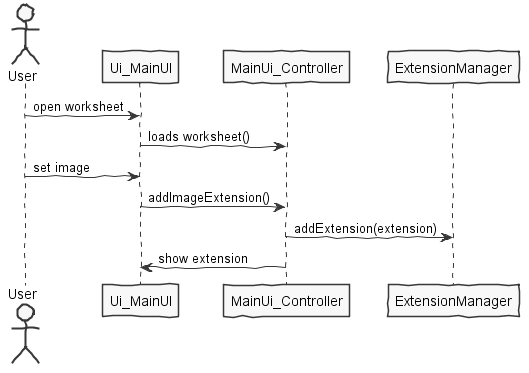 User
Ui_MainUI
MainUi_Controller
ExtensionManager
open worksheet
loads worksheet()
set image
addImageExtension()
addExtension(extension)
show extension
User
Ui_MainUI
MainUi_Controller
ExtensionManager